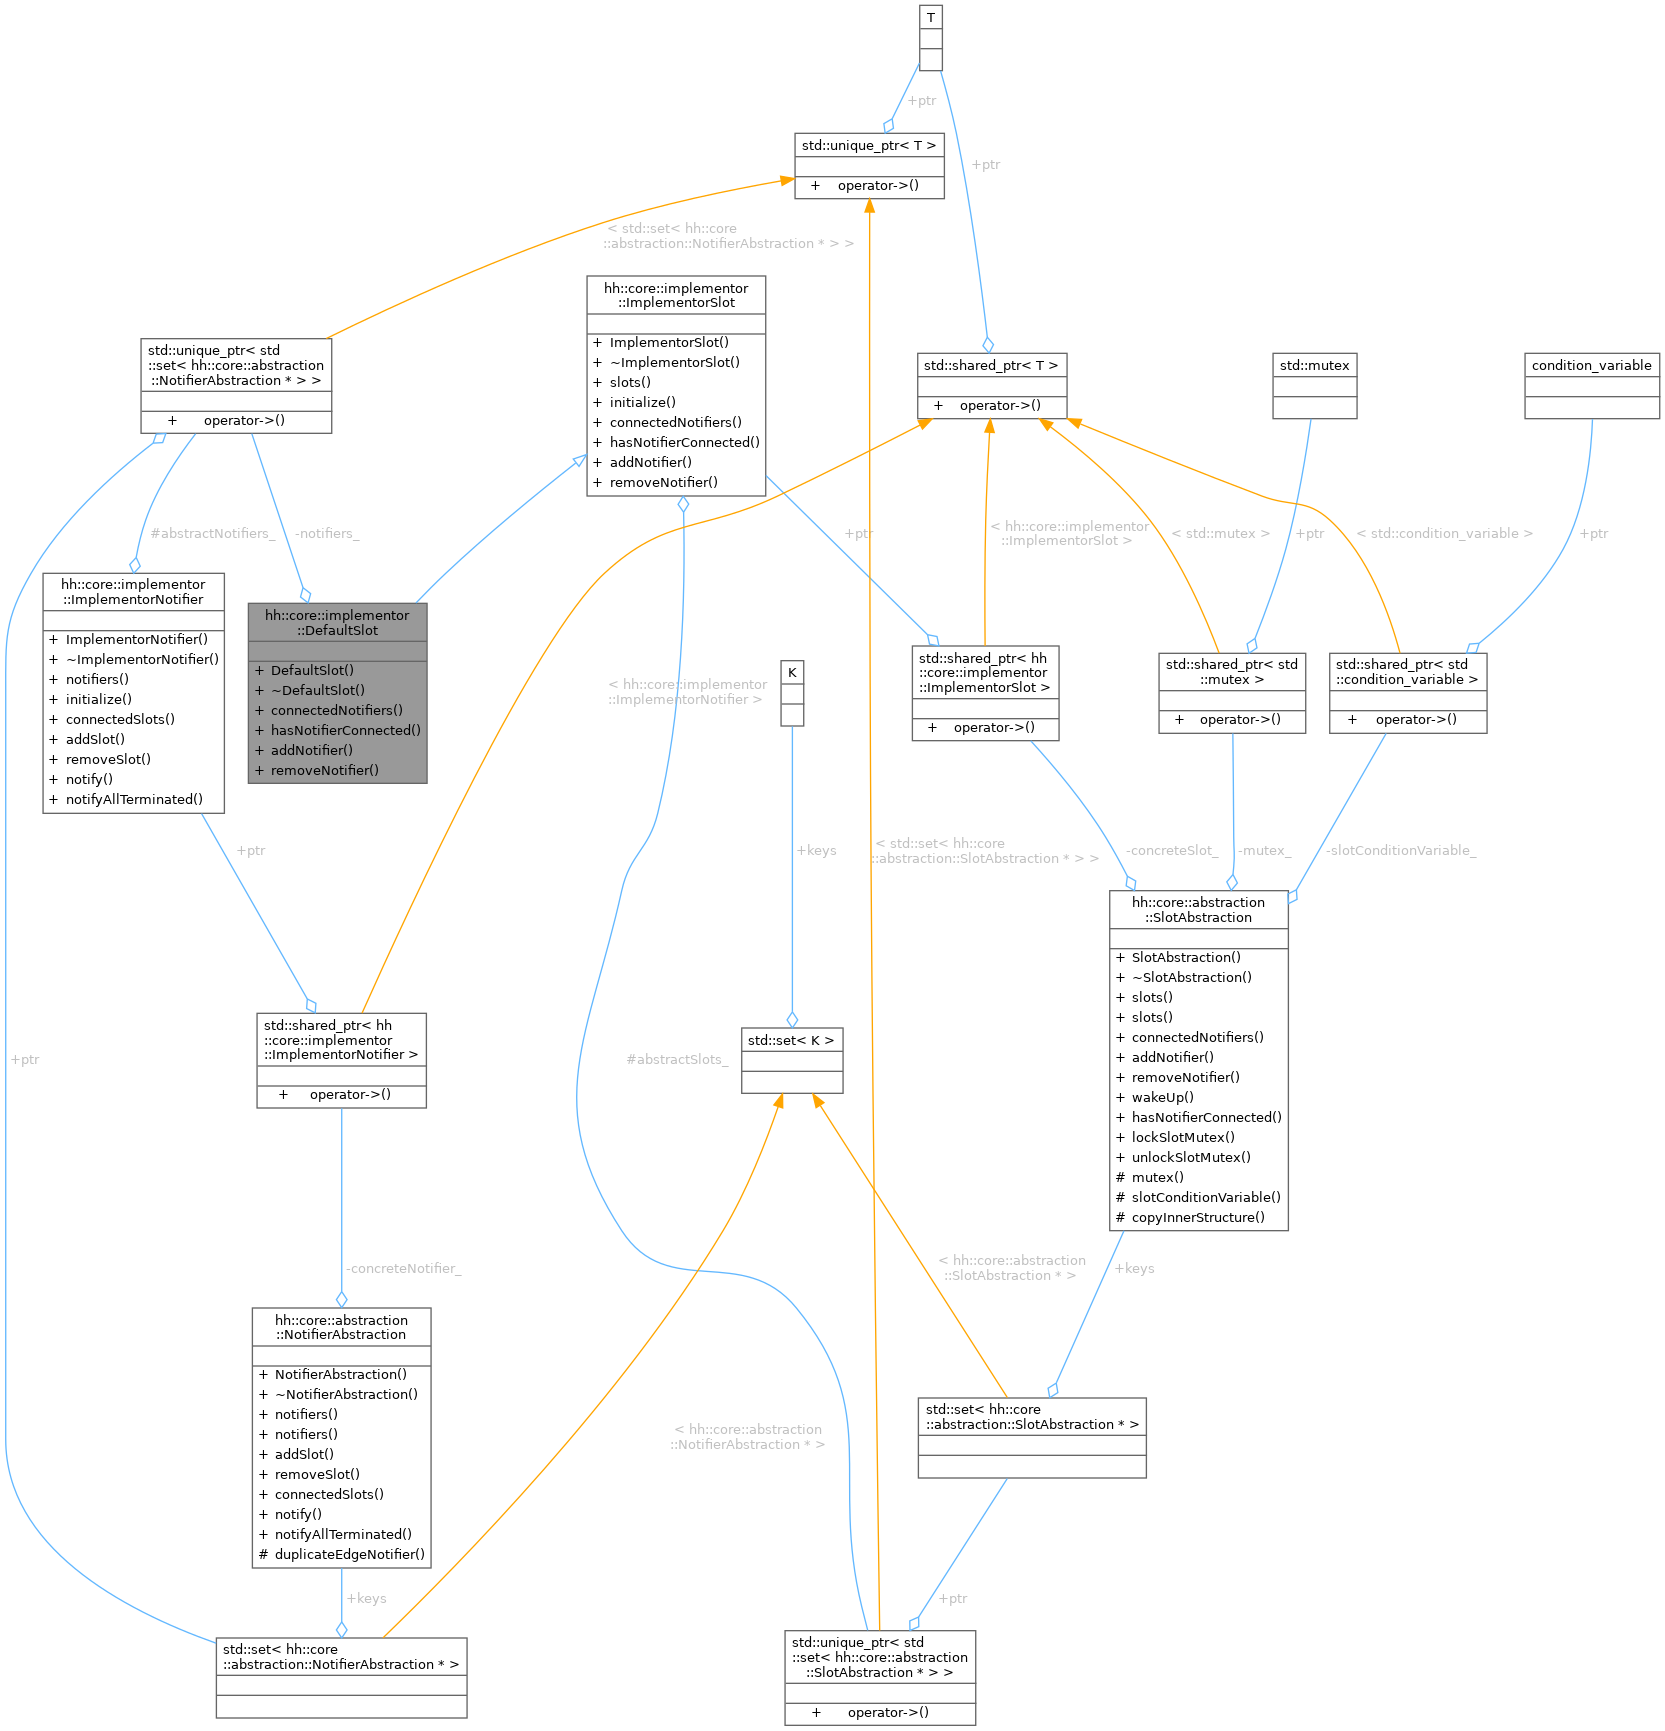 T
+ptr
std::unique_ptr< T >
+ operator->()
+ptr
< std::set< hh::core
::abstraction::NotifierAbstraction * > >
hh::core::implementor
::ImplementorSlot
+ ImplementorSlot()
+ ~ImplementorSlot()
+ slots()
+ initialize()
+ connectedNotifiers()
+ hasNotifierConnected()
+ addNotifier()
+ removeNotifier()
std::unique_ptr< std
::set< hh::core::abstraction
::NotifierAbstraction * > >
+ operator->()
std::shared_ptr< T >
+ operator->()
std::mutex
condition_variable
#abstractNotifiers_
-notifiers_
+ptr
< hh::core::implementor
::ImplementorSlot >
< std::mutex >
+ptr
< std::condition_variable >
+ptr
hh::core::implementor
::ImplementorNotifier
+ ImplementorNotifier()
+ ~ImplementorNotifier()
+ notifiers()
+ initialize()
+ connectedSlots()
+ addSlot()
+ removeSlot()
+ notify()
+ notifyAllTerminated()
hh::core::implementor
::DefaultSlot
+ DefaultSlot()
+ ~DefaultSlot()
+ connectedNotifiers()
+ hasNotifierConnected()
+ addNotifier()
+ removeNotifier()
< hh::core::implementor
::ImplementorNotifier >
K
std::shared_ptr< hh
::core::implementor
::ImplementorSlot >
+ operator->()
std::shared_ptr< std
::mutex >
+ operator->()
std::shared_ptr< std
::condition_variable >
+ operator->()
+ptr
+keys
< std::set< hh::core
::abstraction::SlotAbstraction * > >
-concreteSlot_
-mutex_
-slotConditionVariable_
hh::core::abstraction
::SlotAbstraction
+ SlotAbstraction()
+ ~SlotAbstraction()
+ slots()
+ slots()
+ connectedNotifiers()
+ addNotifier()
+ removeNotifier()
+ wakeUp()
+ hasNotifierConnected()
+ lockSlotMutex()
+ unlockSlotMutex()
# mutex()
# slotConditionVariable()
# copyInnerStructure()
+ptr
std::shared_ptr< hh
::core::implementor
::ImplementorNotifier >
+ operator->()
#abstractSlots_
std::set< K >
-concreteNotifier_
< hh::core::abstraction
::SlotAbstraction * >
+keys
hh::core::abstraction
::NotifierAbstraction
+ NotifierAbstraction()
+ ~NotifierAbstraction()
+ notifiers()
+ notifiers()
+ addSlot()
+ removeSlot()
+ connectedSlots()
+ notify()
+ notifyAllTerminated()
# duplicateEdgeNotifier()
< hh::core::abstraction
::NotifierAbstraction * >
std::set< hh::core
::abstraction::SlotAbstraction * >
+keys
+ptr
std::set< hh::core
::abstraction::NotifierAbstraction * >
std::unique_ptr< std
::set< hh::core::abstraction
::SlotAbstraction * > >
+ operator->()